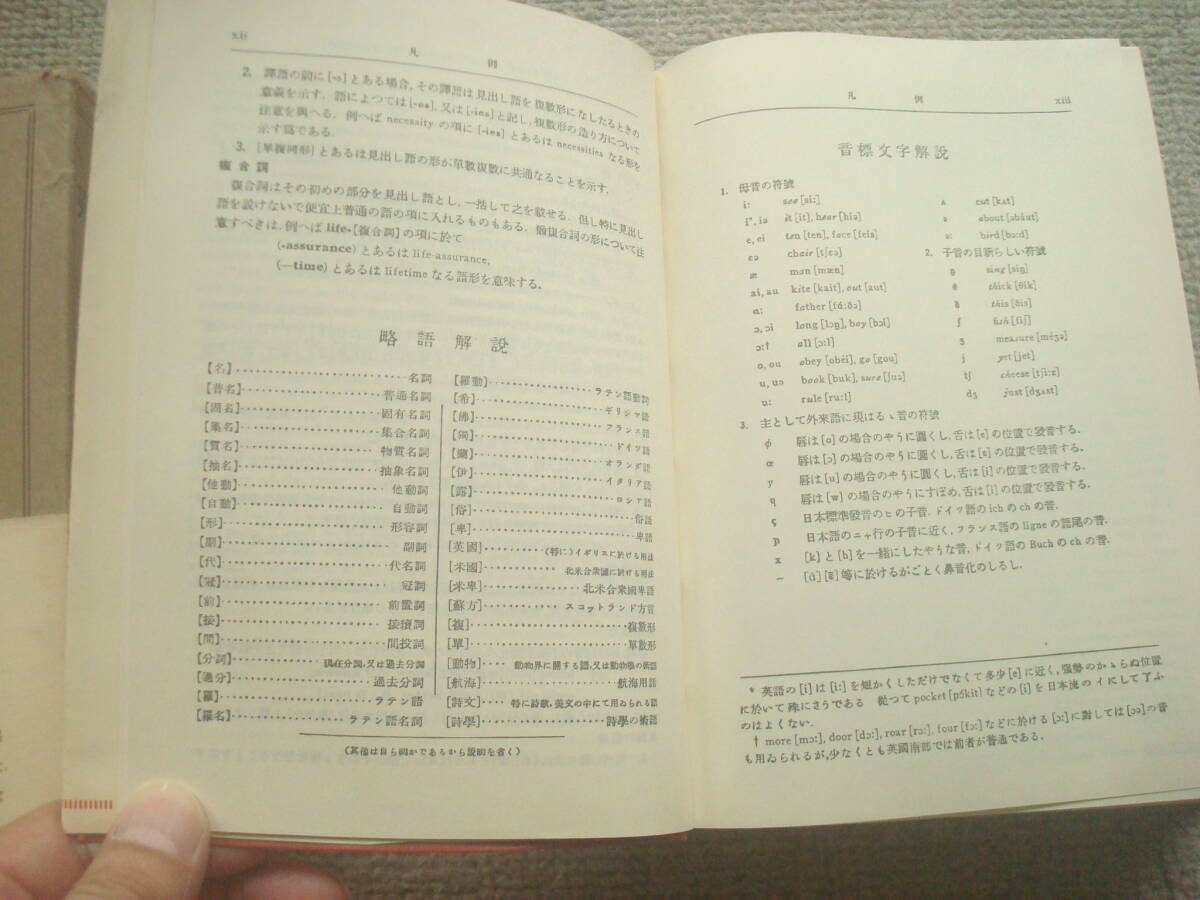 xii
凡例
2. 譯語の前に[-s]とある場合, その譯語は見出し語を複數形になしたるときの
意義を示す. 語によつては[-es], 又は[-ies]と記し, 複數形の造り方について
注意を與へる. 例へば necessity の項に[-ies]とあるは necessities なる形を
示す爲である.
3. [單複同形]とあるは見出し語の形が單數複數に共通なることを示す.
複合詞
複合詞はその初めの部分を見出し語とし, 一括して之を載せる. 但し特に見出し
語を設けないで便宜上普通の語の項に入れるものもある. 尙複合詞の形について注
意すべきは, 例へば life-【複合詞】の項に於て
(-assurance) とあるは life-assurance,
(—time) とあるは lifetime なる語形を意味する。
略語解說
【名】 名詞
【普名】 普通名詞
【固名】 固有名詞
【集名】 集合名詞
【質名】 物質名詞
【抽名】 抽象名詞
【他動】 他動詞
【自動】 自動詞
【形】 形容詞
【副】 副詞
【代】 代名詞
【冠】 冠詞
【前】 前置詞
【接】 接續詞
【間】 間投詞
【分詞】 現在分詞, 又は過去分詞
【過分】 過去分詞
【羅】 ラテン語
【羅名】 ラテン語名詞
【羅動】 ラテン語動詞
【希】 ギリシヤ語
【佛】 フランス語
【獨】 ドイツ語
【蘭】 オランダ語
【伊】 イタリア語
【露】 ロシア語
【俗】 俗語
【卑】 卑語
[英國] (特に)イギリスに於ける用法
[米國] 北米合衆國に於ける用法
[米卑] 北米合衆國卑語
[蘇方] スコットランド方言
[複] 複數形
[單] 單數形
[動物] 動物界に關する語, 又は動物學の術語
[航海] 航海用語
[詩文] 特に詩歌, 美文の中にて用ゐられる語
[詩學] 詩學の術語
(其他は自ら明かであるから說明を省く)
凡例
xiii
音標文字解說
1. 母音の符號
i: see [si:]
i*, iə it [it], hear [hiə]
e, ei ten [ten], face [feis]
ɛə chair [tʃɛə]
æ man [mæn]
ai, au kite [kait], out [aut]
ɑ: father [fɑ́:ðə]
ɔ, ɔi long [lɔŋ], boy [bɔi]
ɔ:† all [ɔ:l]
o, ou obey [obéi], go [gou]
u, uə book [buk], sure [ʃuə]
u: rule [ru:l]
ʌ cut [kʌt]
ə about [əbáut]
ə: bird [bə:d]
2. 子音の目新らしい符號
ŋ sing [siŋ]
θ thick [θik]
ð this [ðis]
ʃ fish [fiʃ]
ʒ measure [méʒə]
j yet [jet]
tʃ cheese [tʃi:z]
dʒ just [dʒʌst]
3. 主として外來語に現はるゝ音の符號
ø 脣は[o]の場合のやうに圓くし, 舌は[e]の位置で發音する.
œ 脣は[ɔ]の場合のやうに圓くし, 舌は[ɛ]の位置で發音する.
y 脣は[u]の場合のやうに圓くし, 舌は[i]の位置で發音する.
ɥ 脣は[w]の場合のやうにすぼめ, 舌は[i]の位置で發音する.
ç 日本標準發音のヒの子音. ドイツ語の ich の ch の音.
ɲ 日本語のニャ行の子音に近く, フランス語の ligne の語尾の音.
x [k]と[h]を一緖にしたやうな音, ドイツ語の Buch の ch の音.
~ [ɑ̃][ɛ̃]等に於けるがごとく鼻音化のしるし.
* 英語の[i]は[i:]を短かくしただけでなくて多少[e]に近く, 强勢のかゝらぬ位置
に於いて殊にさうである 從つて pocket [pɔ́kit] などの[i]を日本流のイにして了ふ
のはよくない.
† more [mɔ:], door [dɔ:], roar [rɔ:], four [fɔ:] などに於ける[ɔ:]に對しては[ɔə]の音
も用ゐられるが, 少なくとも英國南部では前者が普通である.